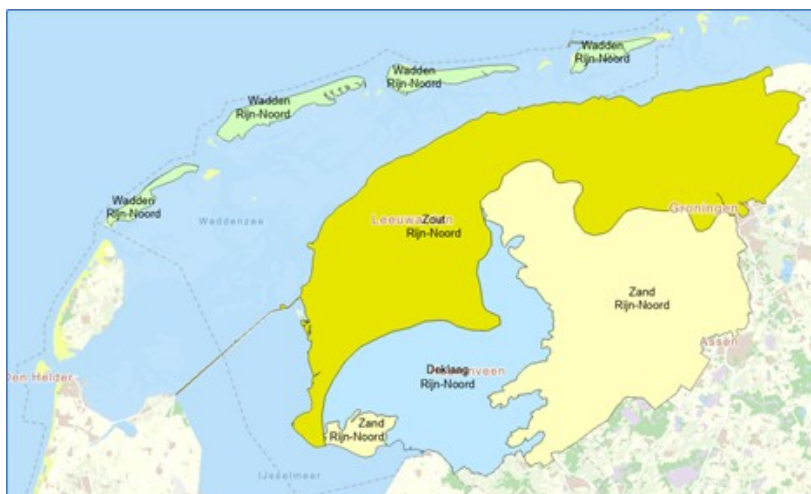 Wadden
Rijn-Noord
Wadden
Rijn-Noord
Wadden
Rijn-Noord
Wadden
Rijn-Noord
Waddenzee
Groningen
Zout
Rijn-Noord
Zand
Rijn-Noord
Assen
Den Helder
Deklaag
Rijn-Noord
Zand
Rijn-Noord
IJsselmeer